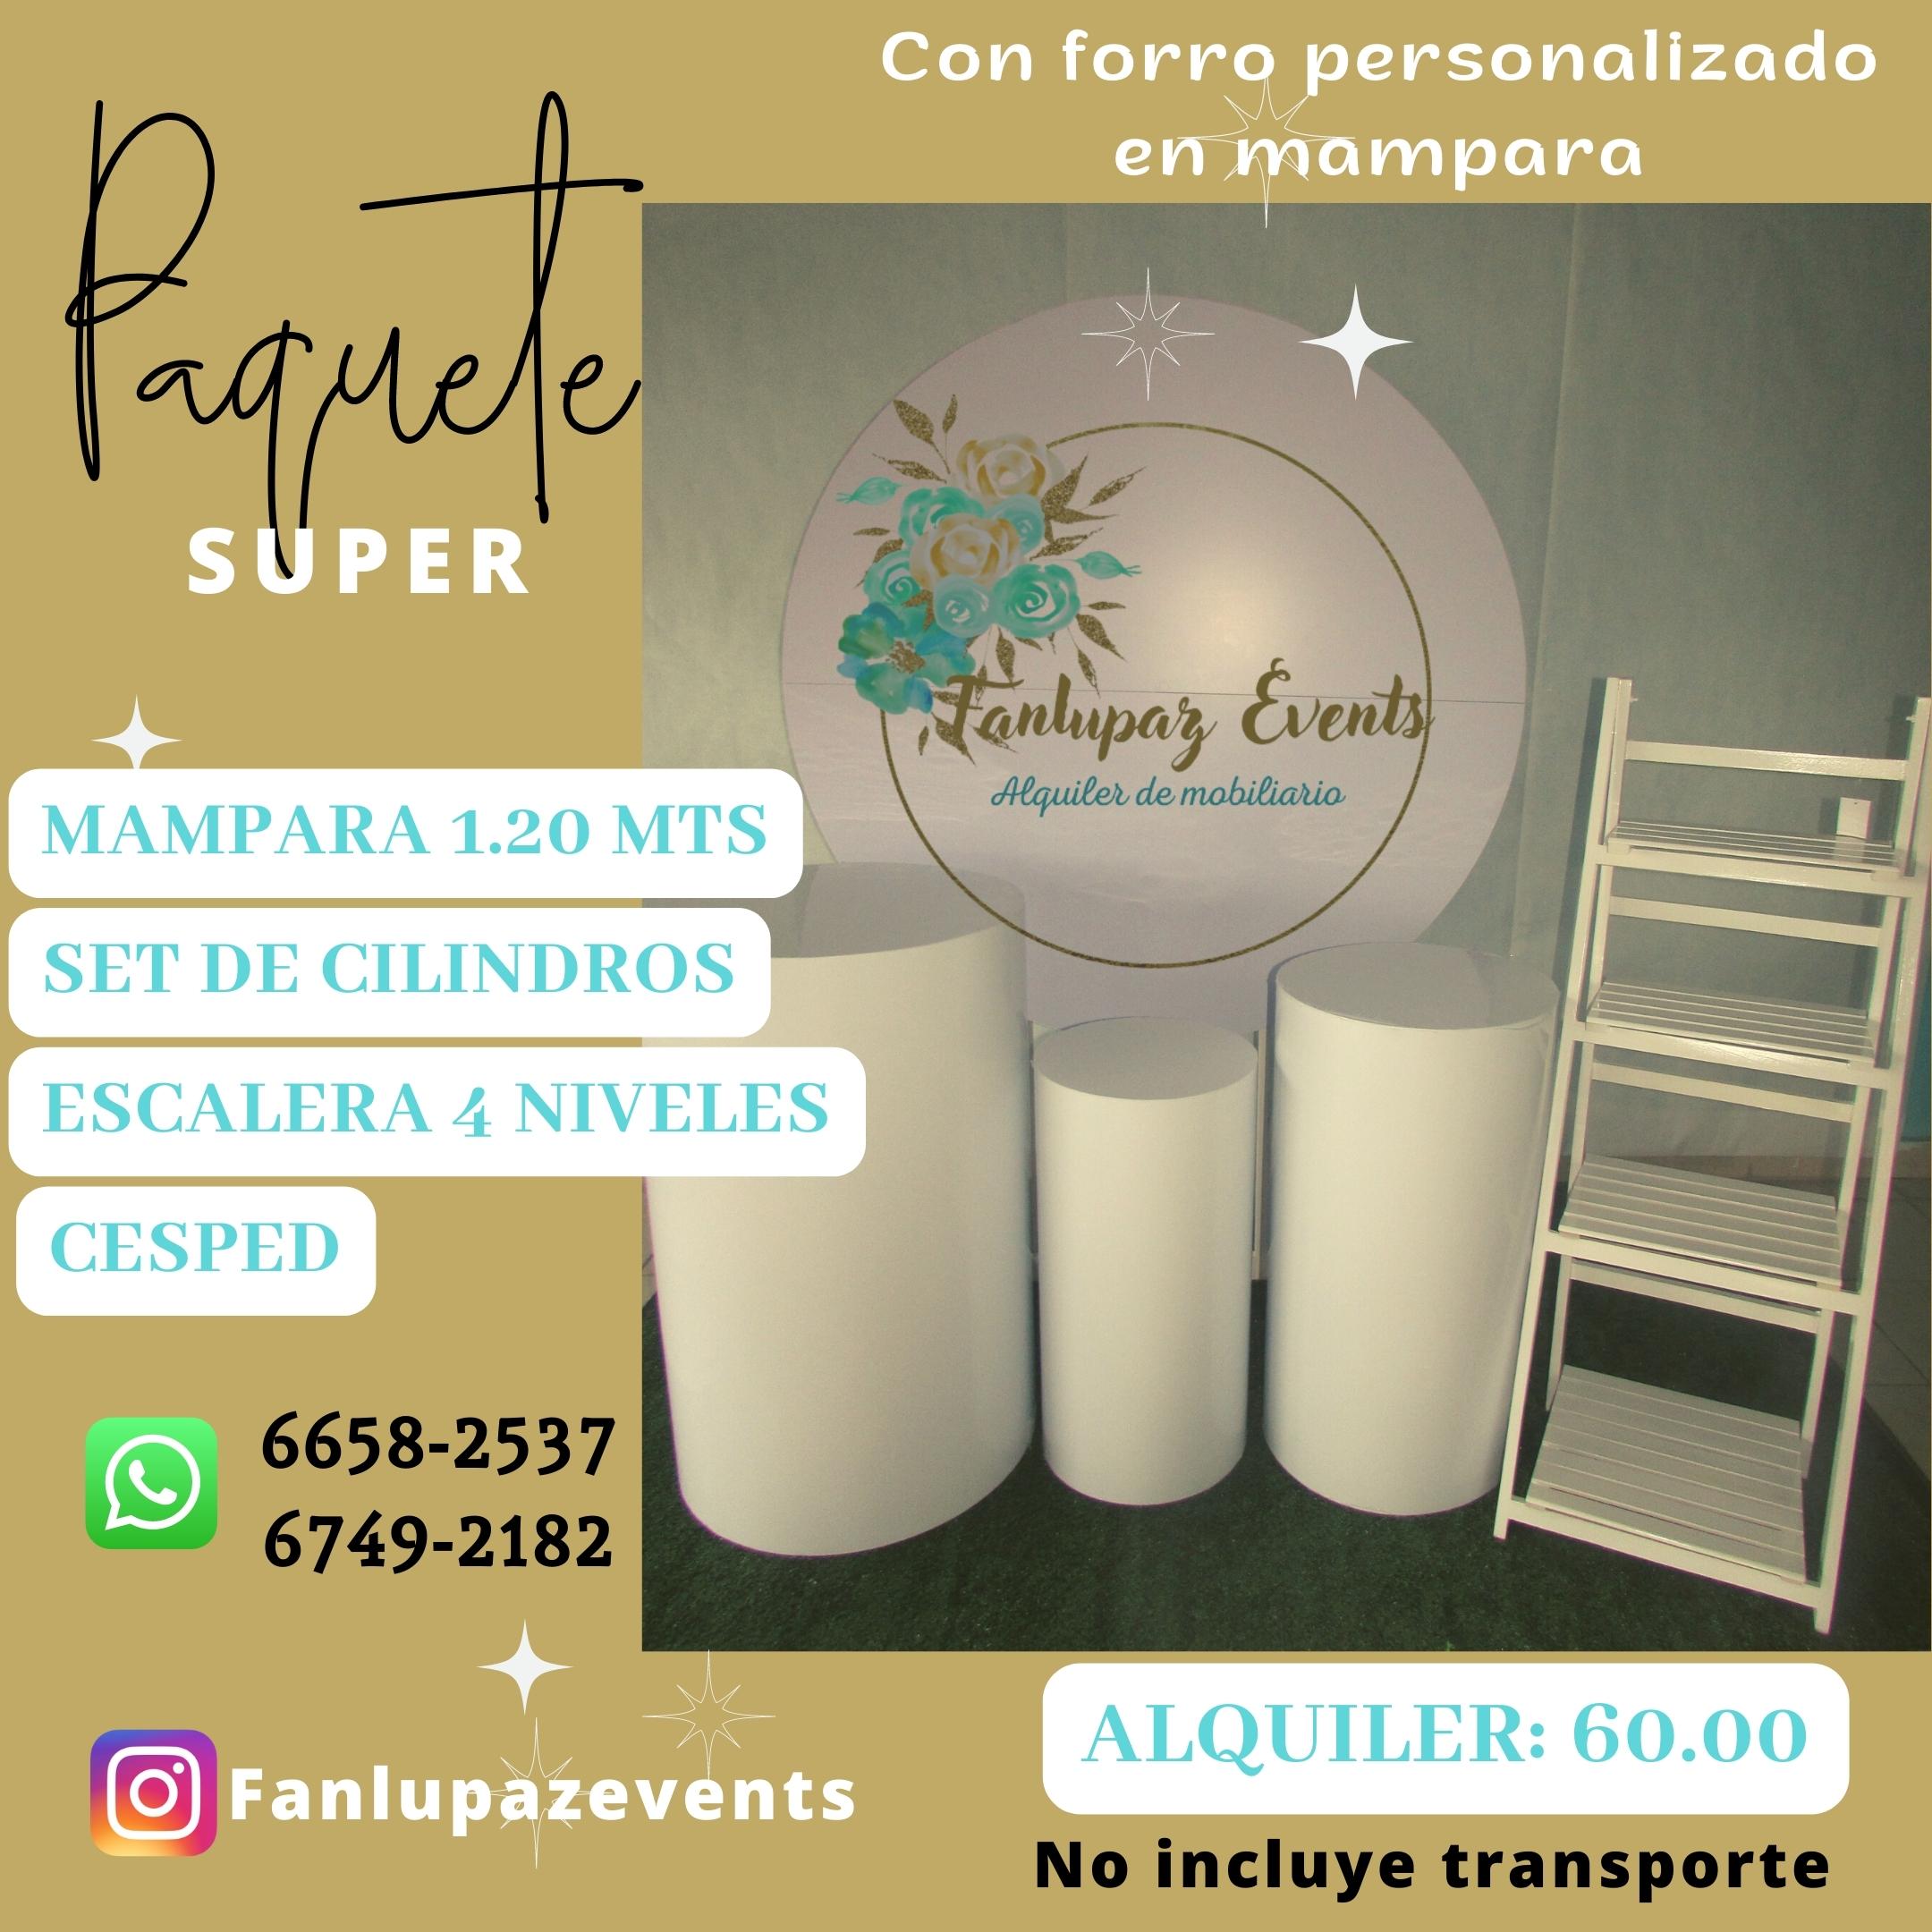 Con forro personalizado
en mampara
Paquete
SUPER
Fanlupaz Events
Alquiler de mobiliario
MAMPARA 1.20 MTS
SET DE CILINDROS
ESCALERA 4 NIVELES
CESPED
6658-2537
6749-2182
Fanlupazevents
ALQUILER: 60.00
No incluye transporte